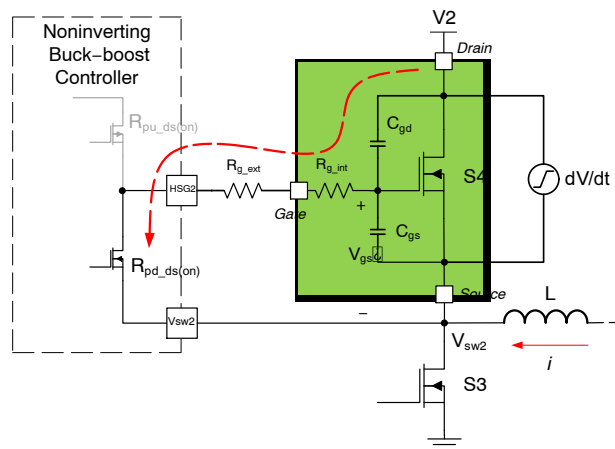 Noninverting
Buck–boost
Controller
V2
Drain
R_pu_ds(on)
C_gd
R_g_ext
R_g_int
S4
dV/dt
HSG2
Gate
+
C_gs
V_gs
R_pd_ds(on)
Source
Vsw2
–
L
V_sw2
i
S3